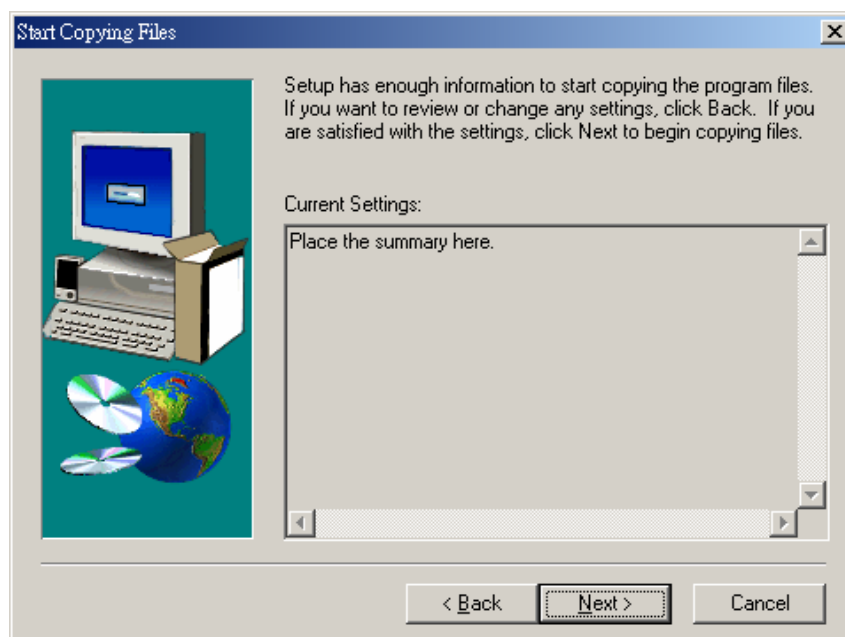 Start Copying Files
Setup has enough information to start copying the program files.
If you want to review or change any settings, click Back. If you
are satisfied with the settings, click Next to begin copying files.
Current Settings:
Place the summary here.
< Back
Next >
Cancel